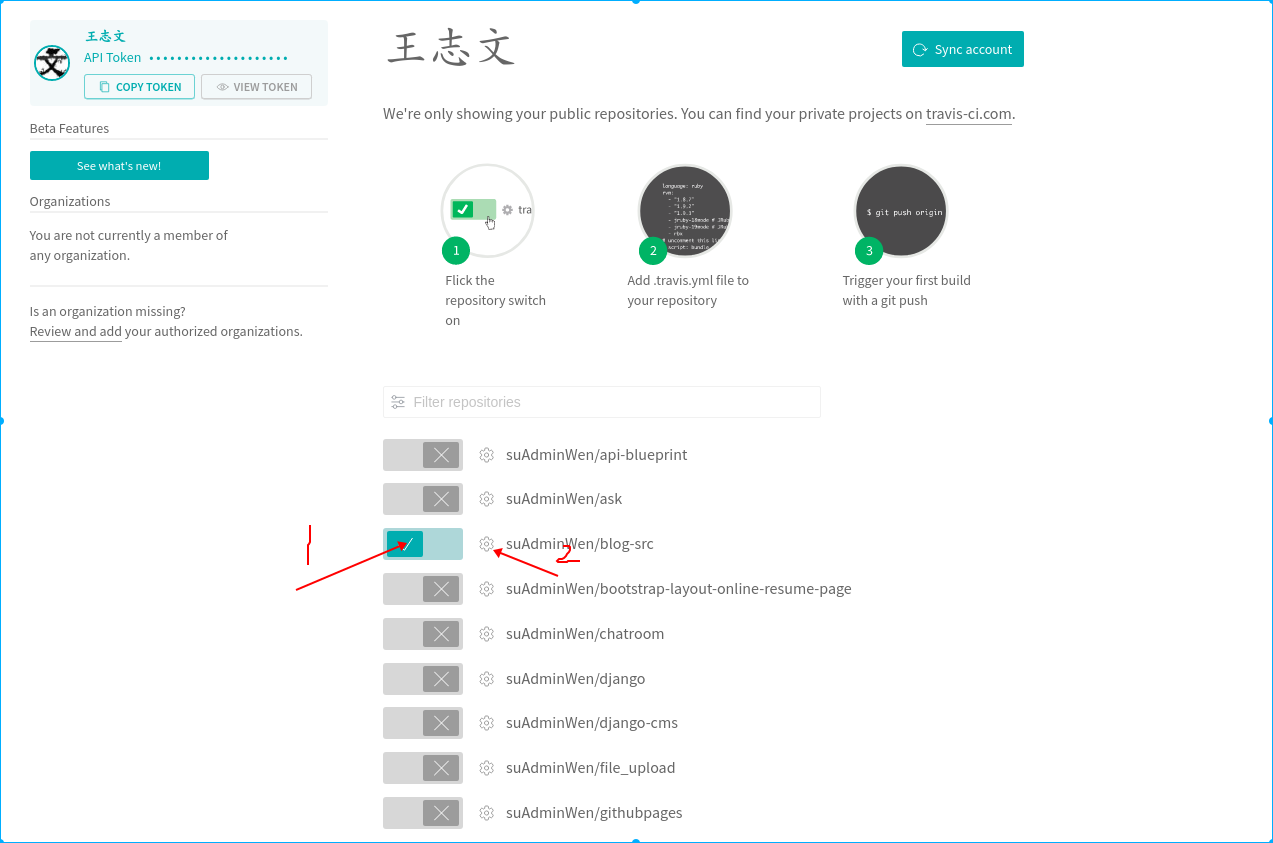 王志文
API Token
COPY TOKEN
VIEW TOKEN
Beta Features
See what's new!
Organizations
You are not currently a member of
any organization.
Is an organization missing?
Review and add your authorized organizations.
王志文
Sync account
We're only showing your public repositories. You can find your private projects on travis-ci.com.
tra
1
Flick the
repository switch
on
language: ruby
rvm:
- "1.8.7"
- "1.9.2"
- "1.9.3"
- jruby-18mode # JRub
- jruby-19mode # JRu
- rbx
# uncomment this li
script: bundle
2
Add .travis.yml file to
your repository
$ git push origin
3
Trigger your first build
with a git push
Filter repositories
suAdminWen/api-blueprint
suAdminWen/ask
1
suAdminWen/blog-src
2
suAdminWen/bootstrap-layout-online-resume-page
suAdminWen/chatroom
suAdminWen/django
suAdminWen/django-cms
suAdminWen/file_upload
suAdminWen/githubpages